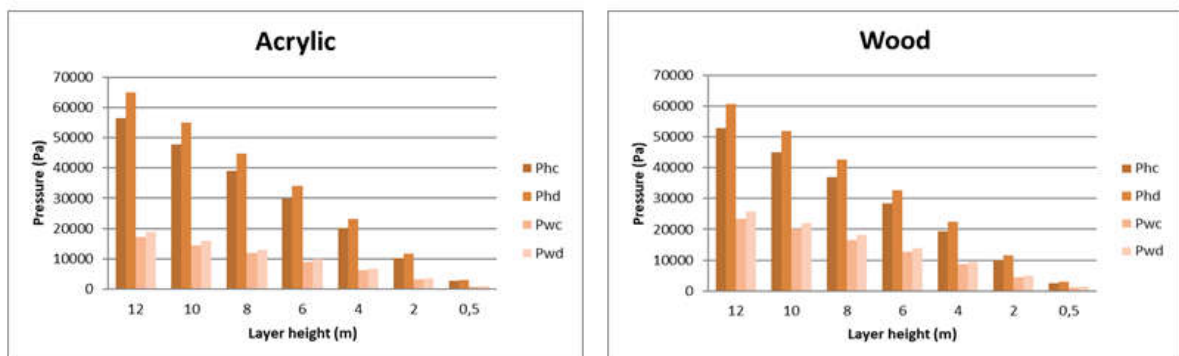 Acrylic
70000
60000
50000
40000
30000
20000
10000
0
Pressure (Pa)
12 10 8 6 4 2 0,5
Layer height (m)
Phc
Phd
Pwc
Pwd
Wood
70000
60000
50000
40000
30000
20000
10000
0
Pressure (Pa)
12 10 8 6 4 2 0,5
Layer height (m)
Phc
Phd
Pwc
Pwd